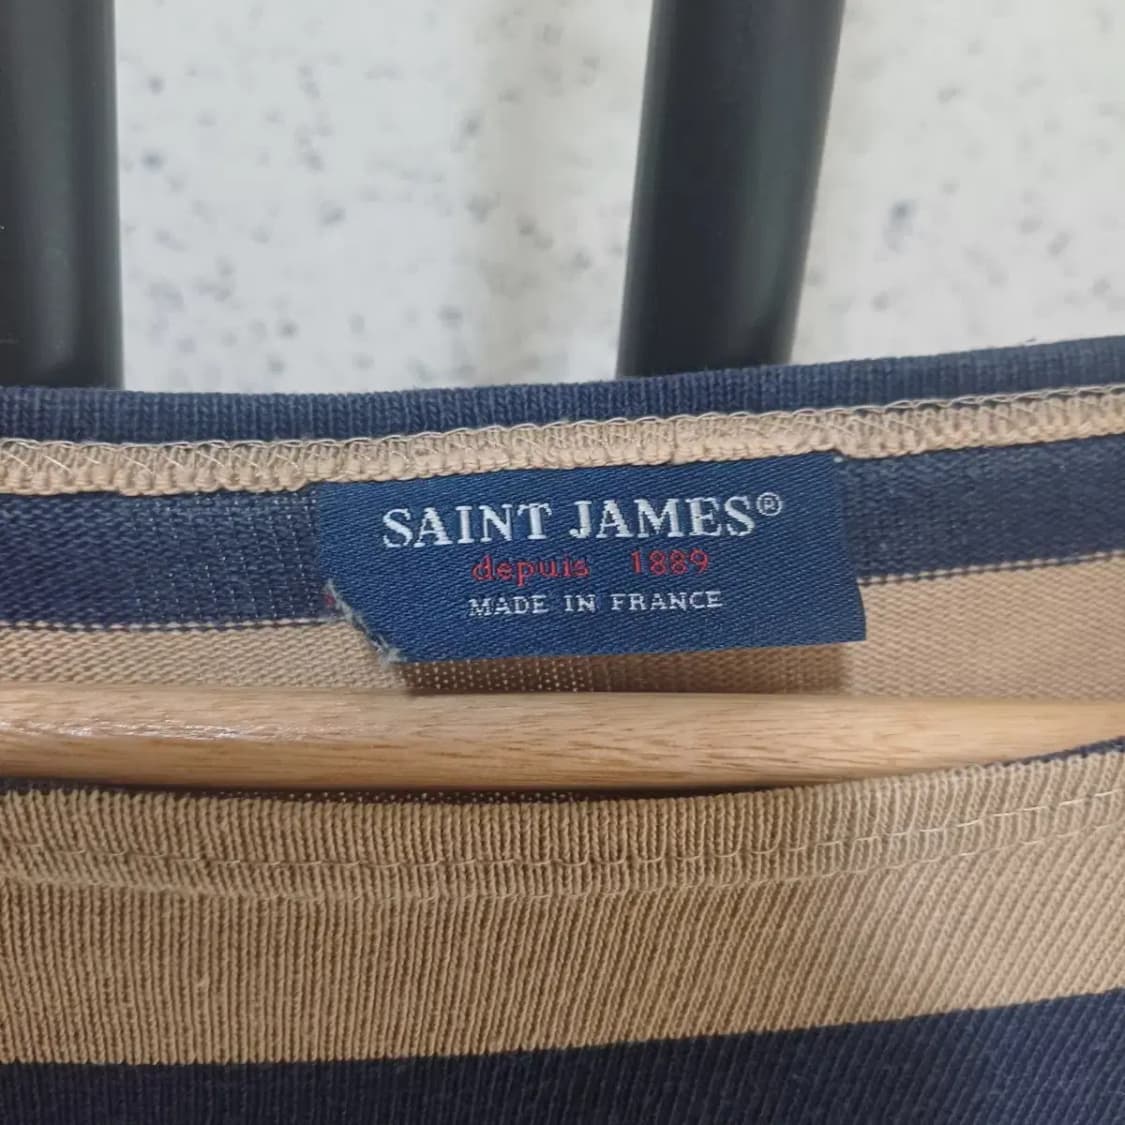 SAINT JAMES®
depuis 1889
MADE IN FRANCE